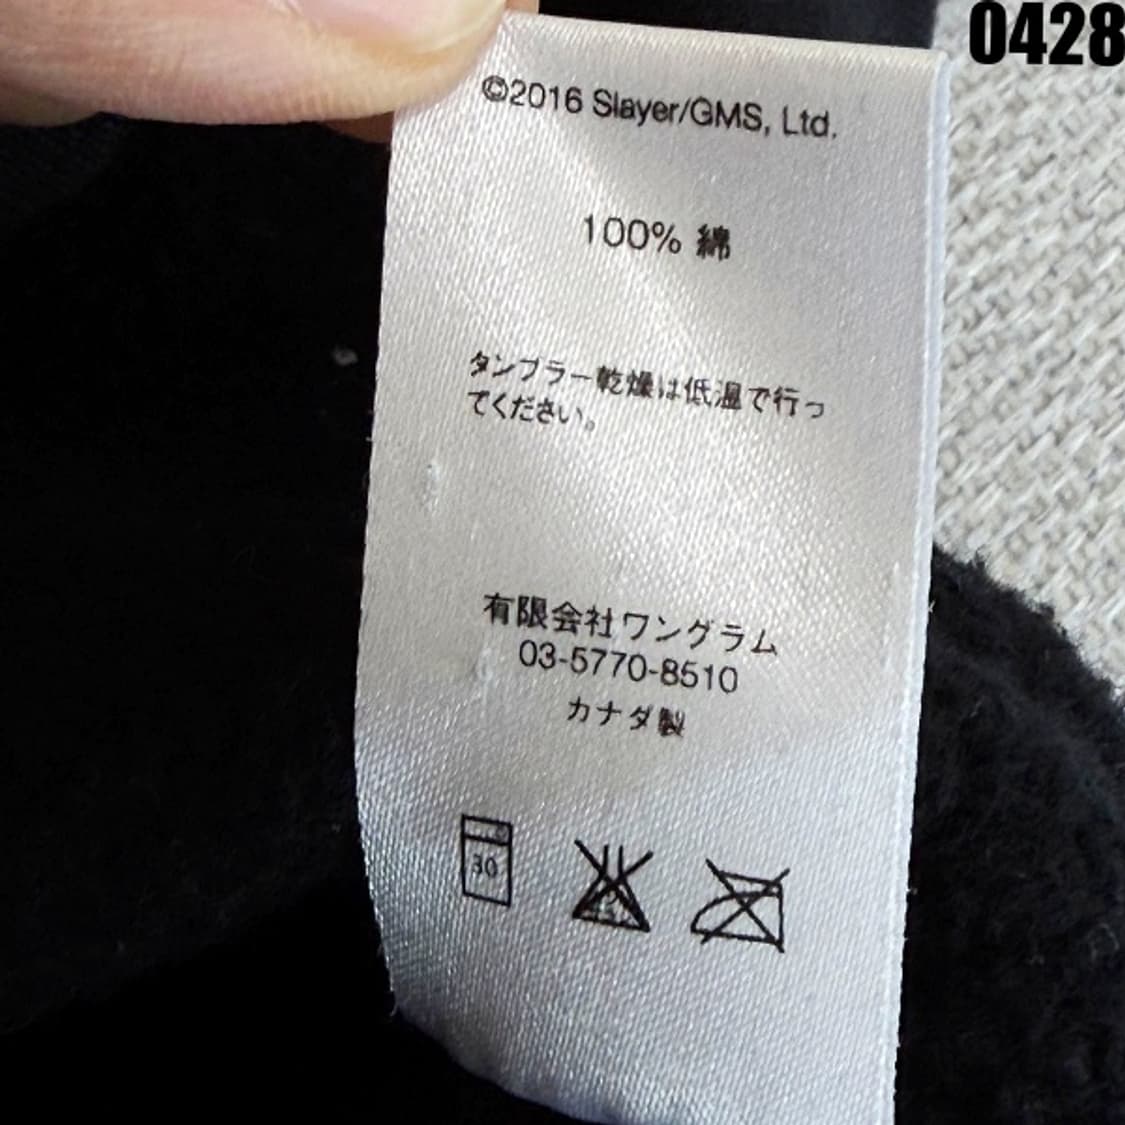 0428
©2016 Slayer/GMS, Ltd.
100% 綿
タンブラー乾燥は低温で行っ
てください。
有限会社ワングラム
03-5770-8510
カナダ製
30